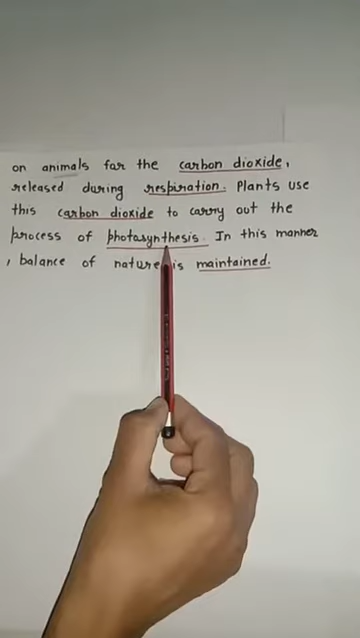 on animals for the carbon dioxide,
released during respiration. Plants use
this carbon dioxide to carry out the
process of photosynthesis. In this manner
, balance of nature is maintained.